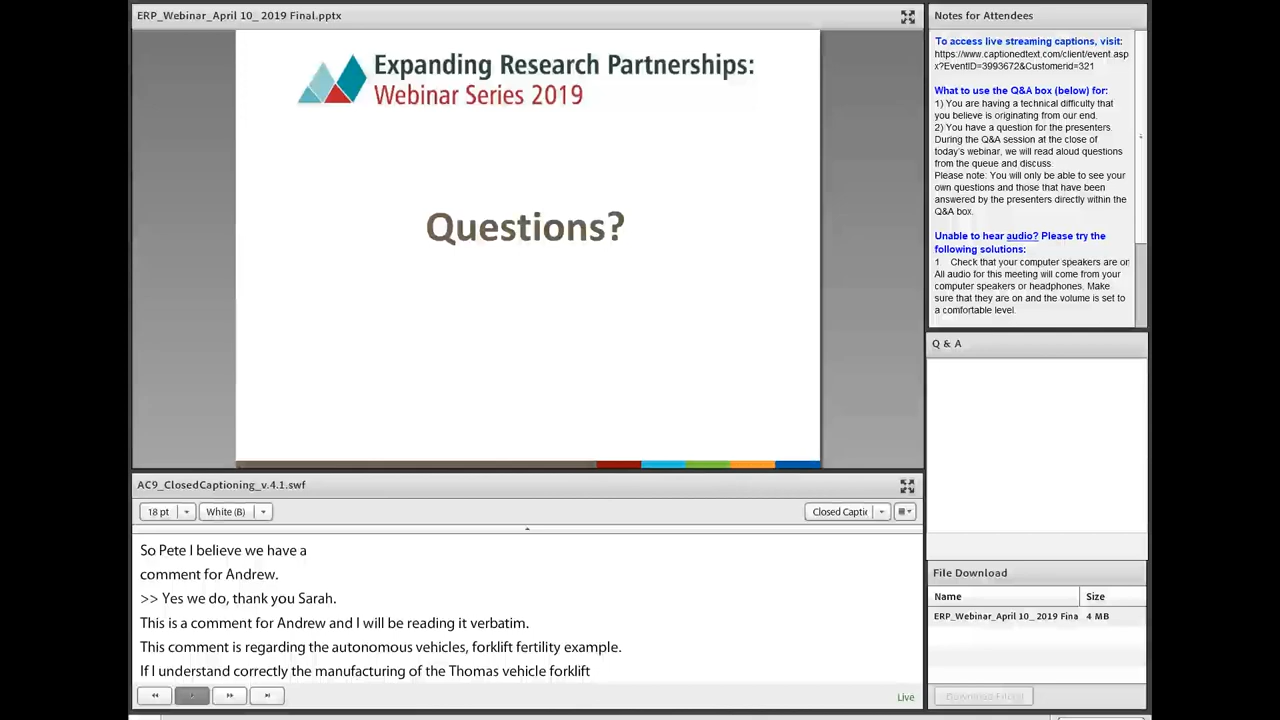 ERP_Webinar_April 10_ 2019 Final.pptx
Expanding Research Partnerships:
Webinar Series 2019
Questions?
Notes for Attendees
To access live streaming captions, visit:
https://www.captionedtext.com/client/event.asp
x?EventID=3993672&Customerid=321
What to use the Q&A box (below) for:
1) You are having a technical difficulty that
you believe is originating from our end.
2) You have a question for the presenters.
During the Q&A session at the close of
today's webinar, we will read aloud questions
from the queue and discuss.
Please note: You will only be able to see your
own questions and those that have been
answered by the presenters directly within the
Q&A box.
Unable to hear audio? Please try the
following solutions:
1 Check that your computer speakers are on
All audio for this meeting will come from your
computer speakers or headphones. Make
sure that they are on and the volume is set to
a comfortable level.
Q & A
File Download
Name Size
ERP_Webinar_April 10_ 2019 Fina 4 MB
Download File(s)
AC9_ClosedCaptioning_v.4.1.swf
18 pt White (B) Closed Captic
So Pete I believe we have a
comment for Andrew.
>> Yes we do, thank you Sarah.
This is a comment for Andrew and I will be reading it verbatim.
This comment is regarding the autonomous vehicles, forklift fertility example.
If I understand correctly the manufacturing of the Thomas vehicle forklift
Live